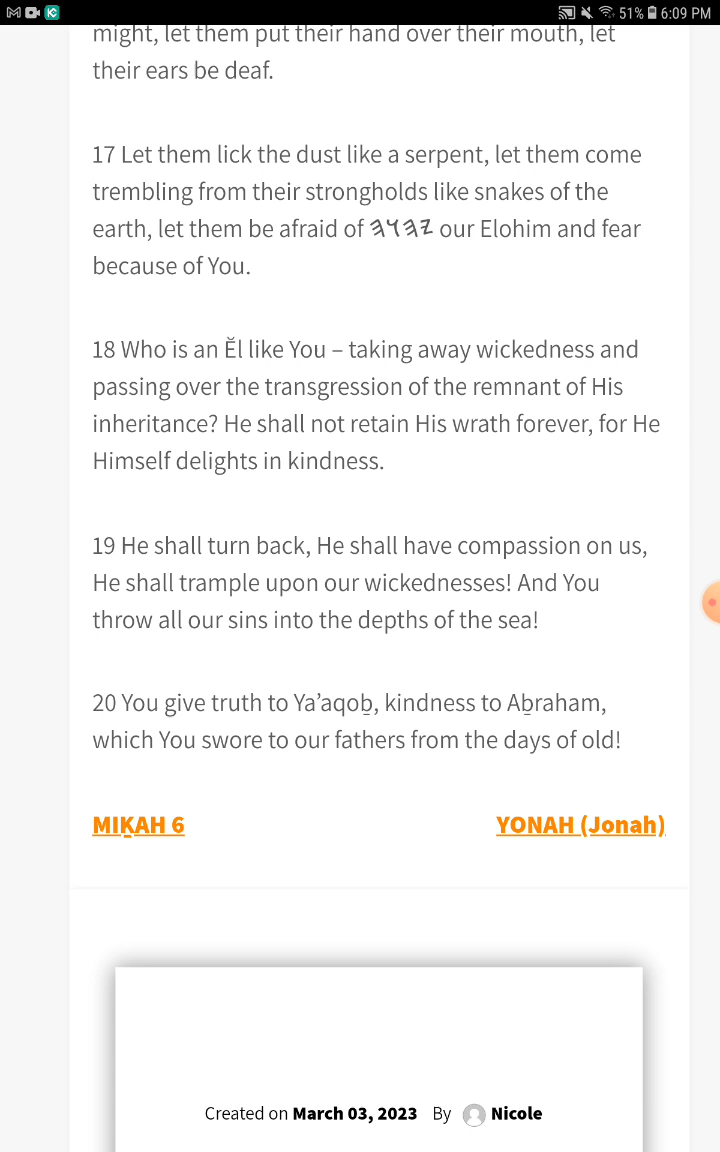 51% 6:09 PM
might, let them put their hand over their mouth, let
their ears be deaf.
17 Let them lick the dust like a serpent, let them come
trembling from their strongholds like snakes of the
earth, let them be afraid of 𐤉𐤄𐤅𐤄 our Elohim and fear
because of You.
18 Who is an Ĕl like You – taking away wickedness and
passing over the transgression of the remnant of His
inheritance? He shall not retain His wrath forever, for He
Himself delights in kindness.
19 He shall turn back, He shall have compassion on us,
He shall trample upon our wickednesses! And You
throw all our sins into the depths of the sea!
20 You give truth to Ya’aqoḇ, kindness to Aḇraham,
which You swore to our fathers from the days of old!
MIḴAH 6 YONAH (Jonah)
Created on March 03, 2023 By Nicole